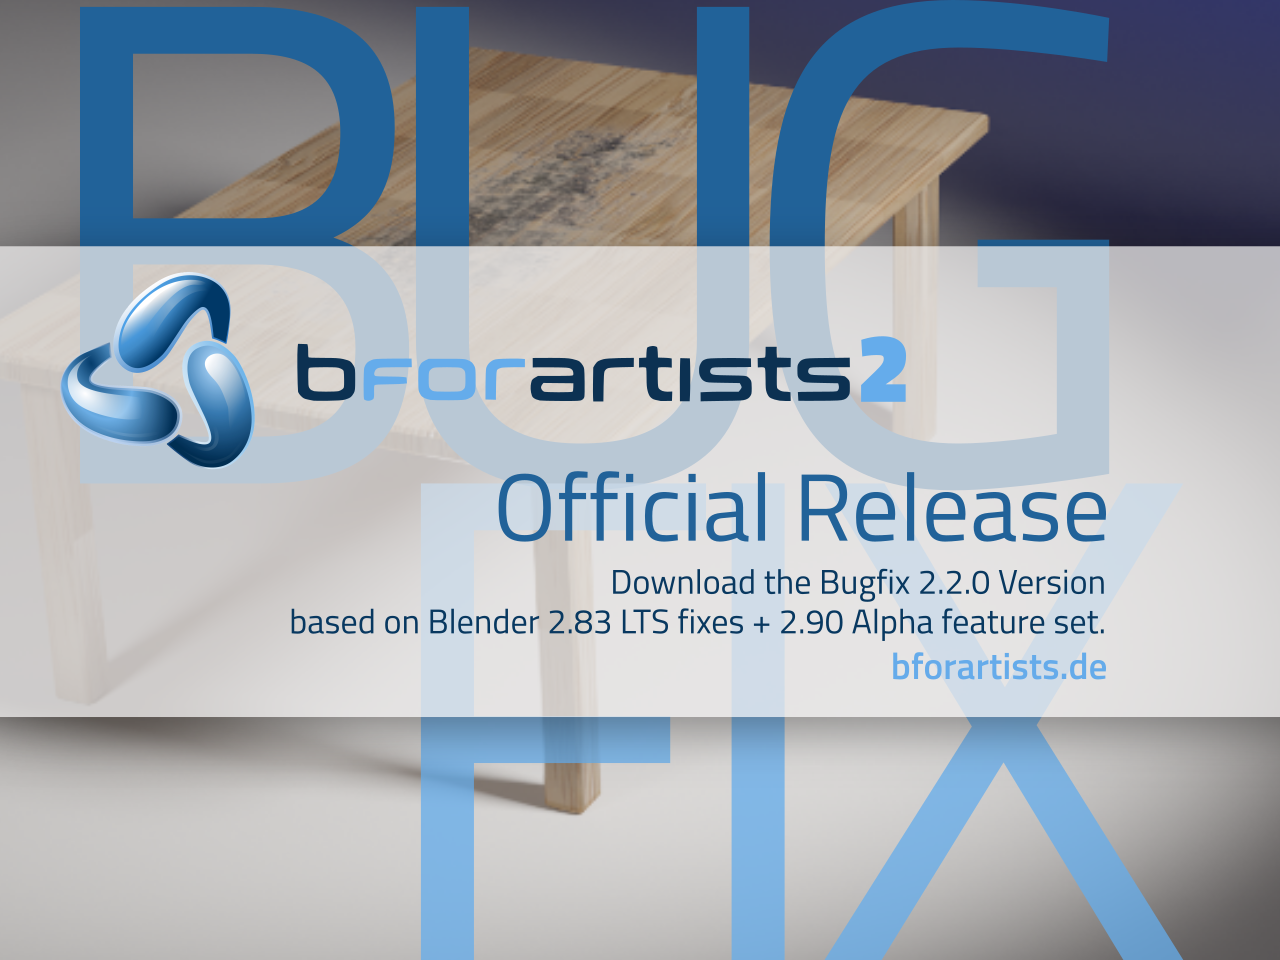 BUG
FIX
bforartists2
Official Release
Download the Bugfix 2.2.0 Version
based on Blender 2.83 LTS fixes + 2.90 Alpha feature set.
bforartists.de